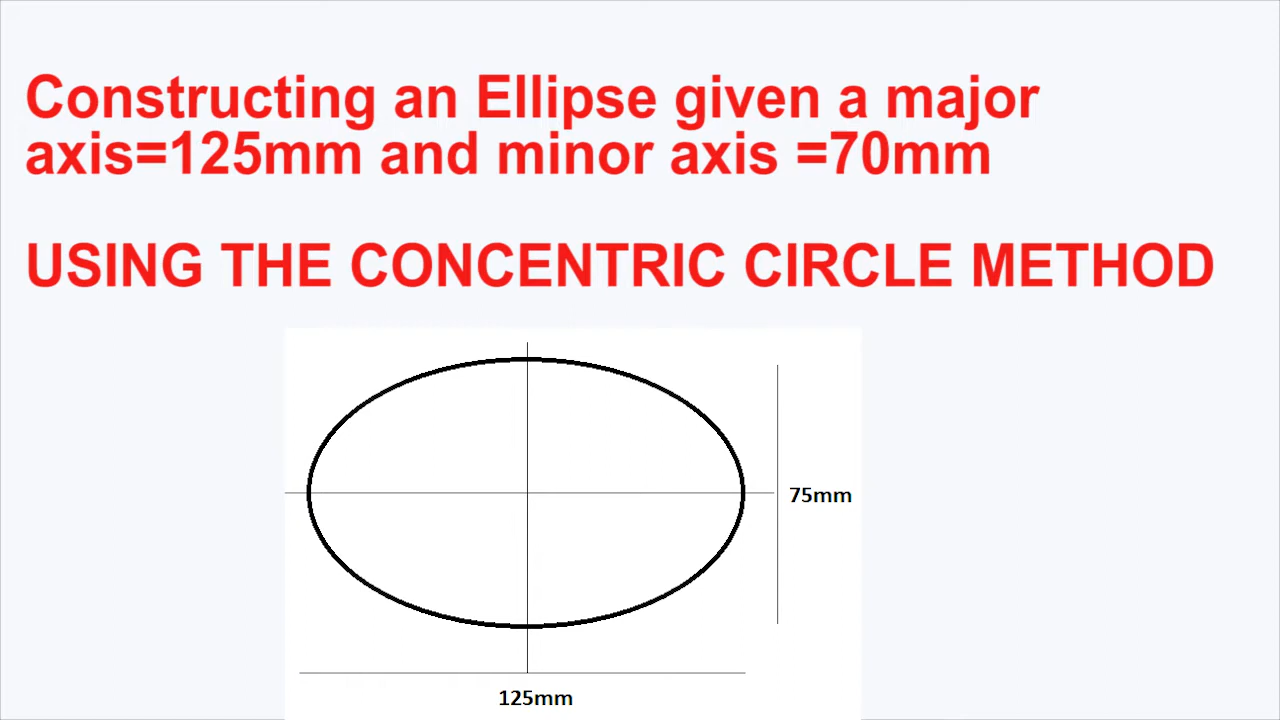 Constructing an Ellipse given a major
axis=125mm and minor axis =70mm
USING THE CONCENTRIC CIRCLE METHOD
75mm
125mm